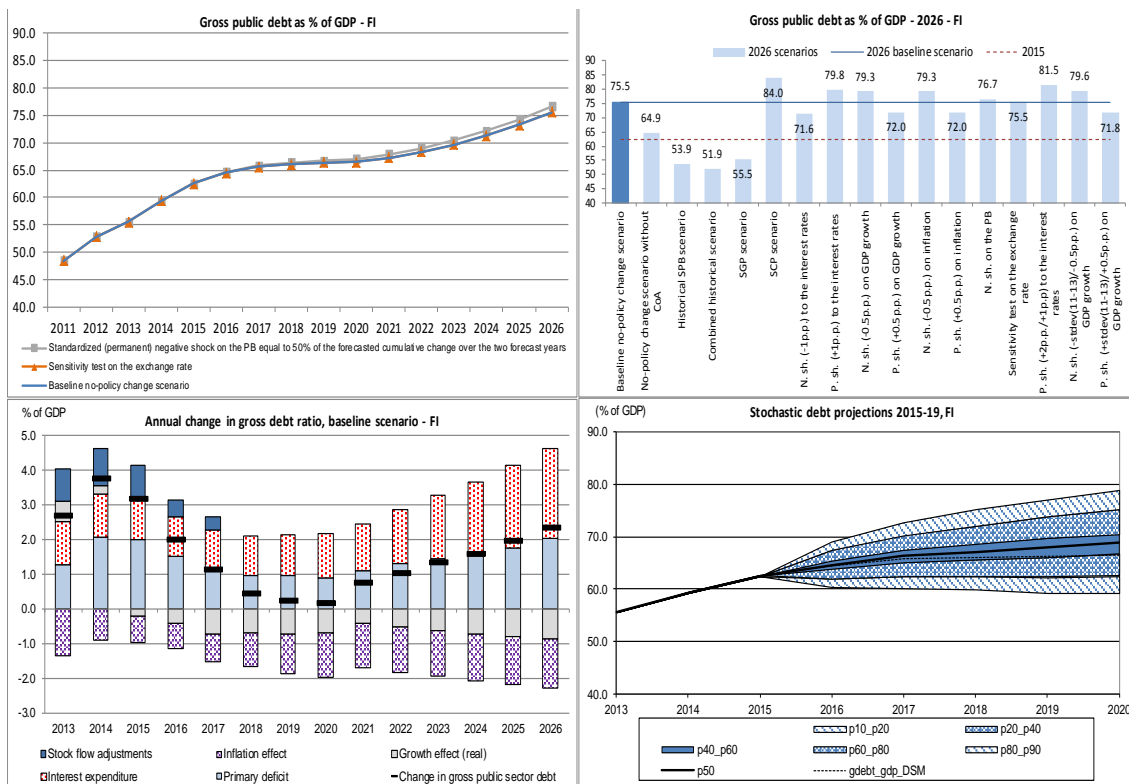 Gross public debt as % of GDP - FI
90.0
85.0
80.0
75.0
70.0
65.0
60.0
55.0
50.0
45.0
40.0
2011 2012 2013 2014 2015 2016 2017 2018 2019 2020 2021 2022 2023 2024 2025 2026
Standardized (permanent) negative shock on the PB equal to 50% of the forecasted cumulative change over the two forecast years
Sensitivity test on the exchange rate
Baseline no-policy change scenario
Gross public debt as % of GDP - 2026 - FI
2026 scenarios 2026 baseline scenario 2015
90
85
80
75
70
65
60
55
50
45
40
75.5
64.9
53.9
51.9
55.5
84.0
71.6
79.8
79.3
72.0
79.3
72.0
76.7
75.5
81.5
79.6
71.8
Baseline no-policy change scenario
No-policy change scenario without
CoA
Historical SPB scenario
Combined historical scenario
SGP scenario
SCP scenario
N. sh. (-1p.p.) to the interest rates
P. sh. (+1p.p.) to the interest rates
N. sh. (-0.5p.p.) on GDP growth
P. sh. (+0.5p.p.) on GDP growth
N. sh. (-0.5p.p.) on inflation
P. sh. (+0.5p.p.) on inflation
N. sh. on the PB
Sensitivity test on the exchange
rate
P. sh. (+2p.p./+1p.p) to the interest
rates
N. sh. (-stdev(11-13)/-0.5p.p.) on
GDP growth
P. sh. (+stdev(11-13)/+0.5p.p.) on
GDP growth
% of GDP
Annual change in gross debt ratio, baseline scenario - FI
5.0
4.0
3.0
2.0
1.0
0.0
-1.0
-2.0
-3.0
2013 2014 2015 2016 2017 2018 2019 2020 2021 2022 2023 2024 2025 2026
Stock flow adjustments Inflation effect Growth effect (real)
Interest expenditure Primary deficit Change in gross public sector debt
(% of GDP)
Stochastic debt projections 2015-19, FI
90.0
80.0
70.0
60.0
50.0
40.0
2013 2014 2015 2016 2017 2018 2019 2020
p10_p20 p20_p40
p40_p60 p60_p80 p80_p90
p50 gdebt_gdp_DSM